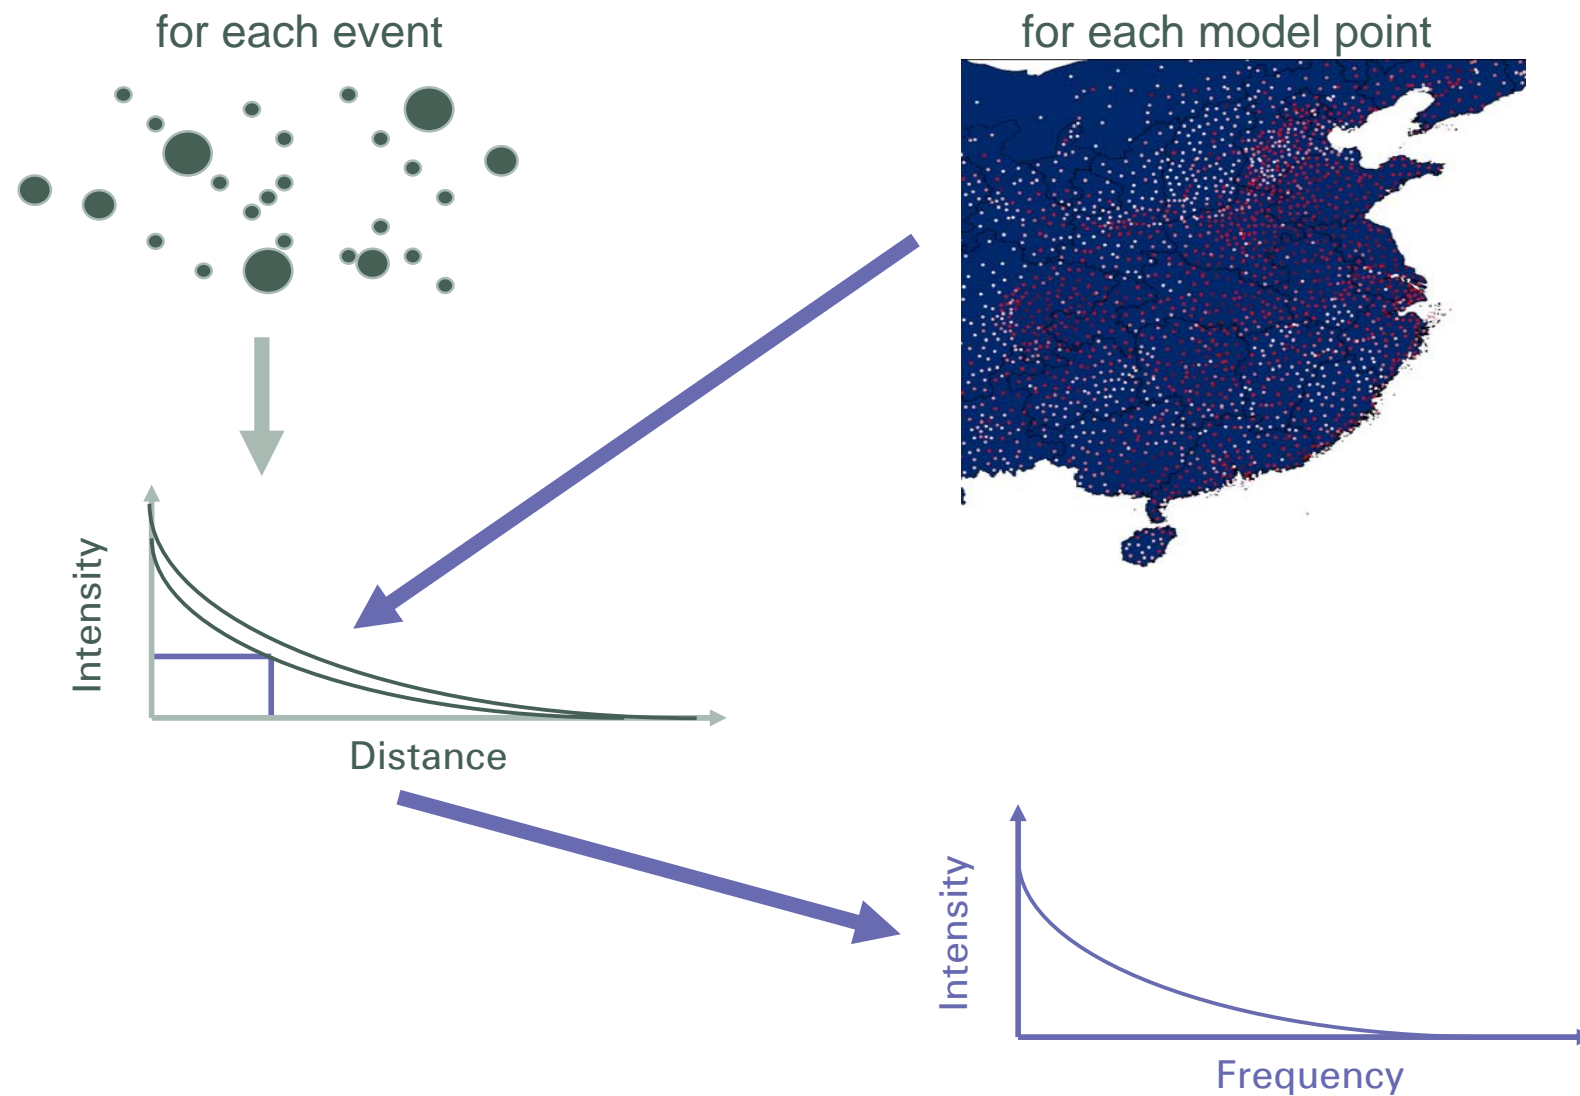 for each event
for each model point
Intensity
Distance
Intensity
Frequency